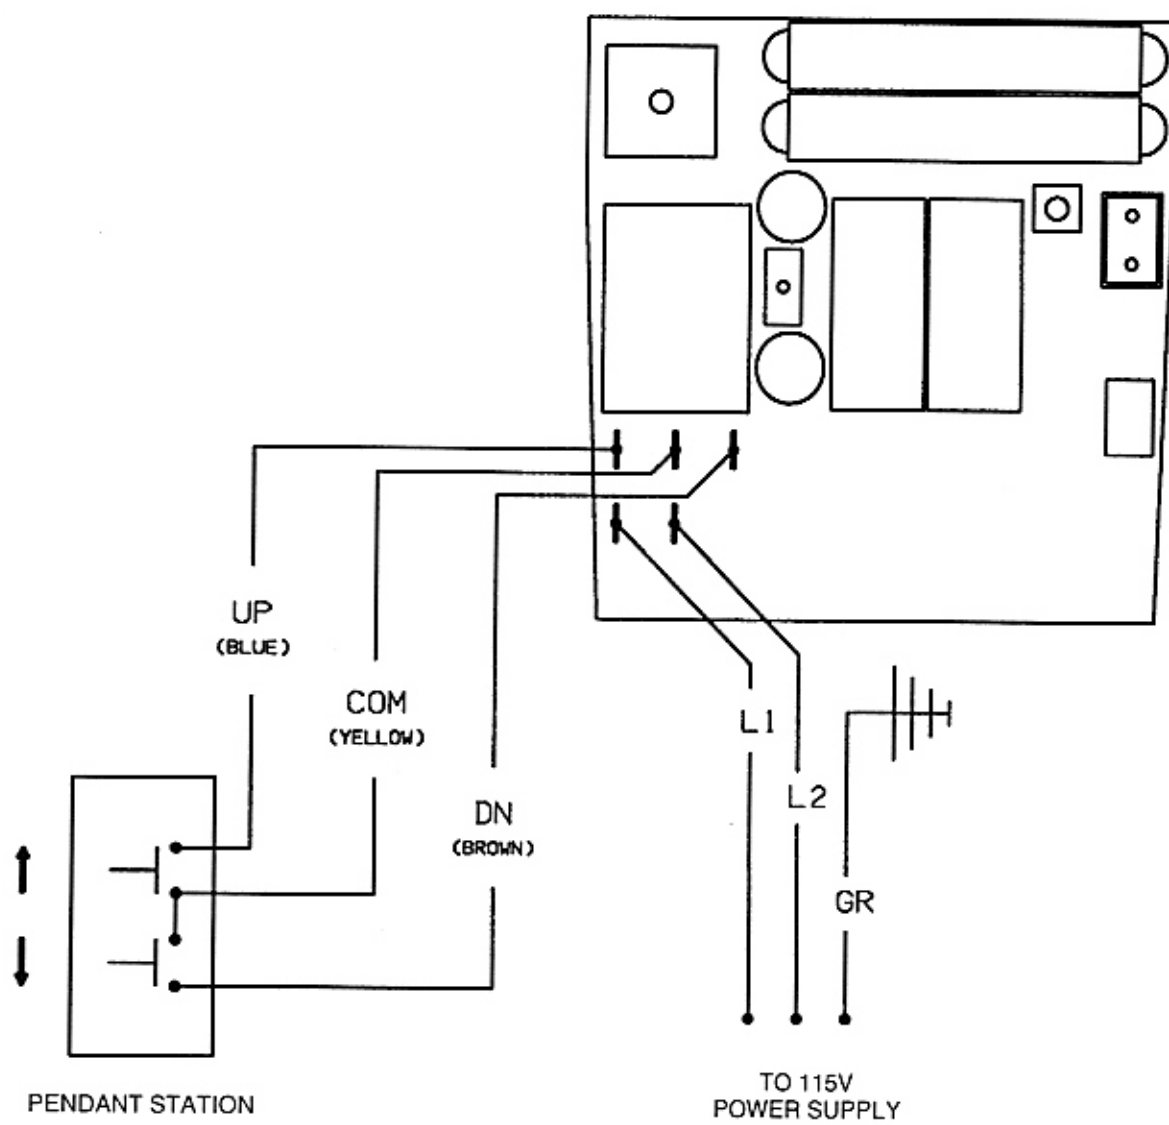 UP
(BLUE)
COM
(YELLOW)
DN
(BROWN)
L1
L2
GR
PENDANT STATION
TO 115V
POWER SUPPLY